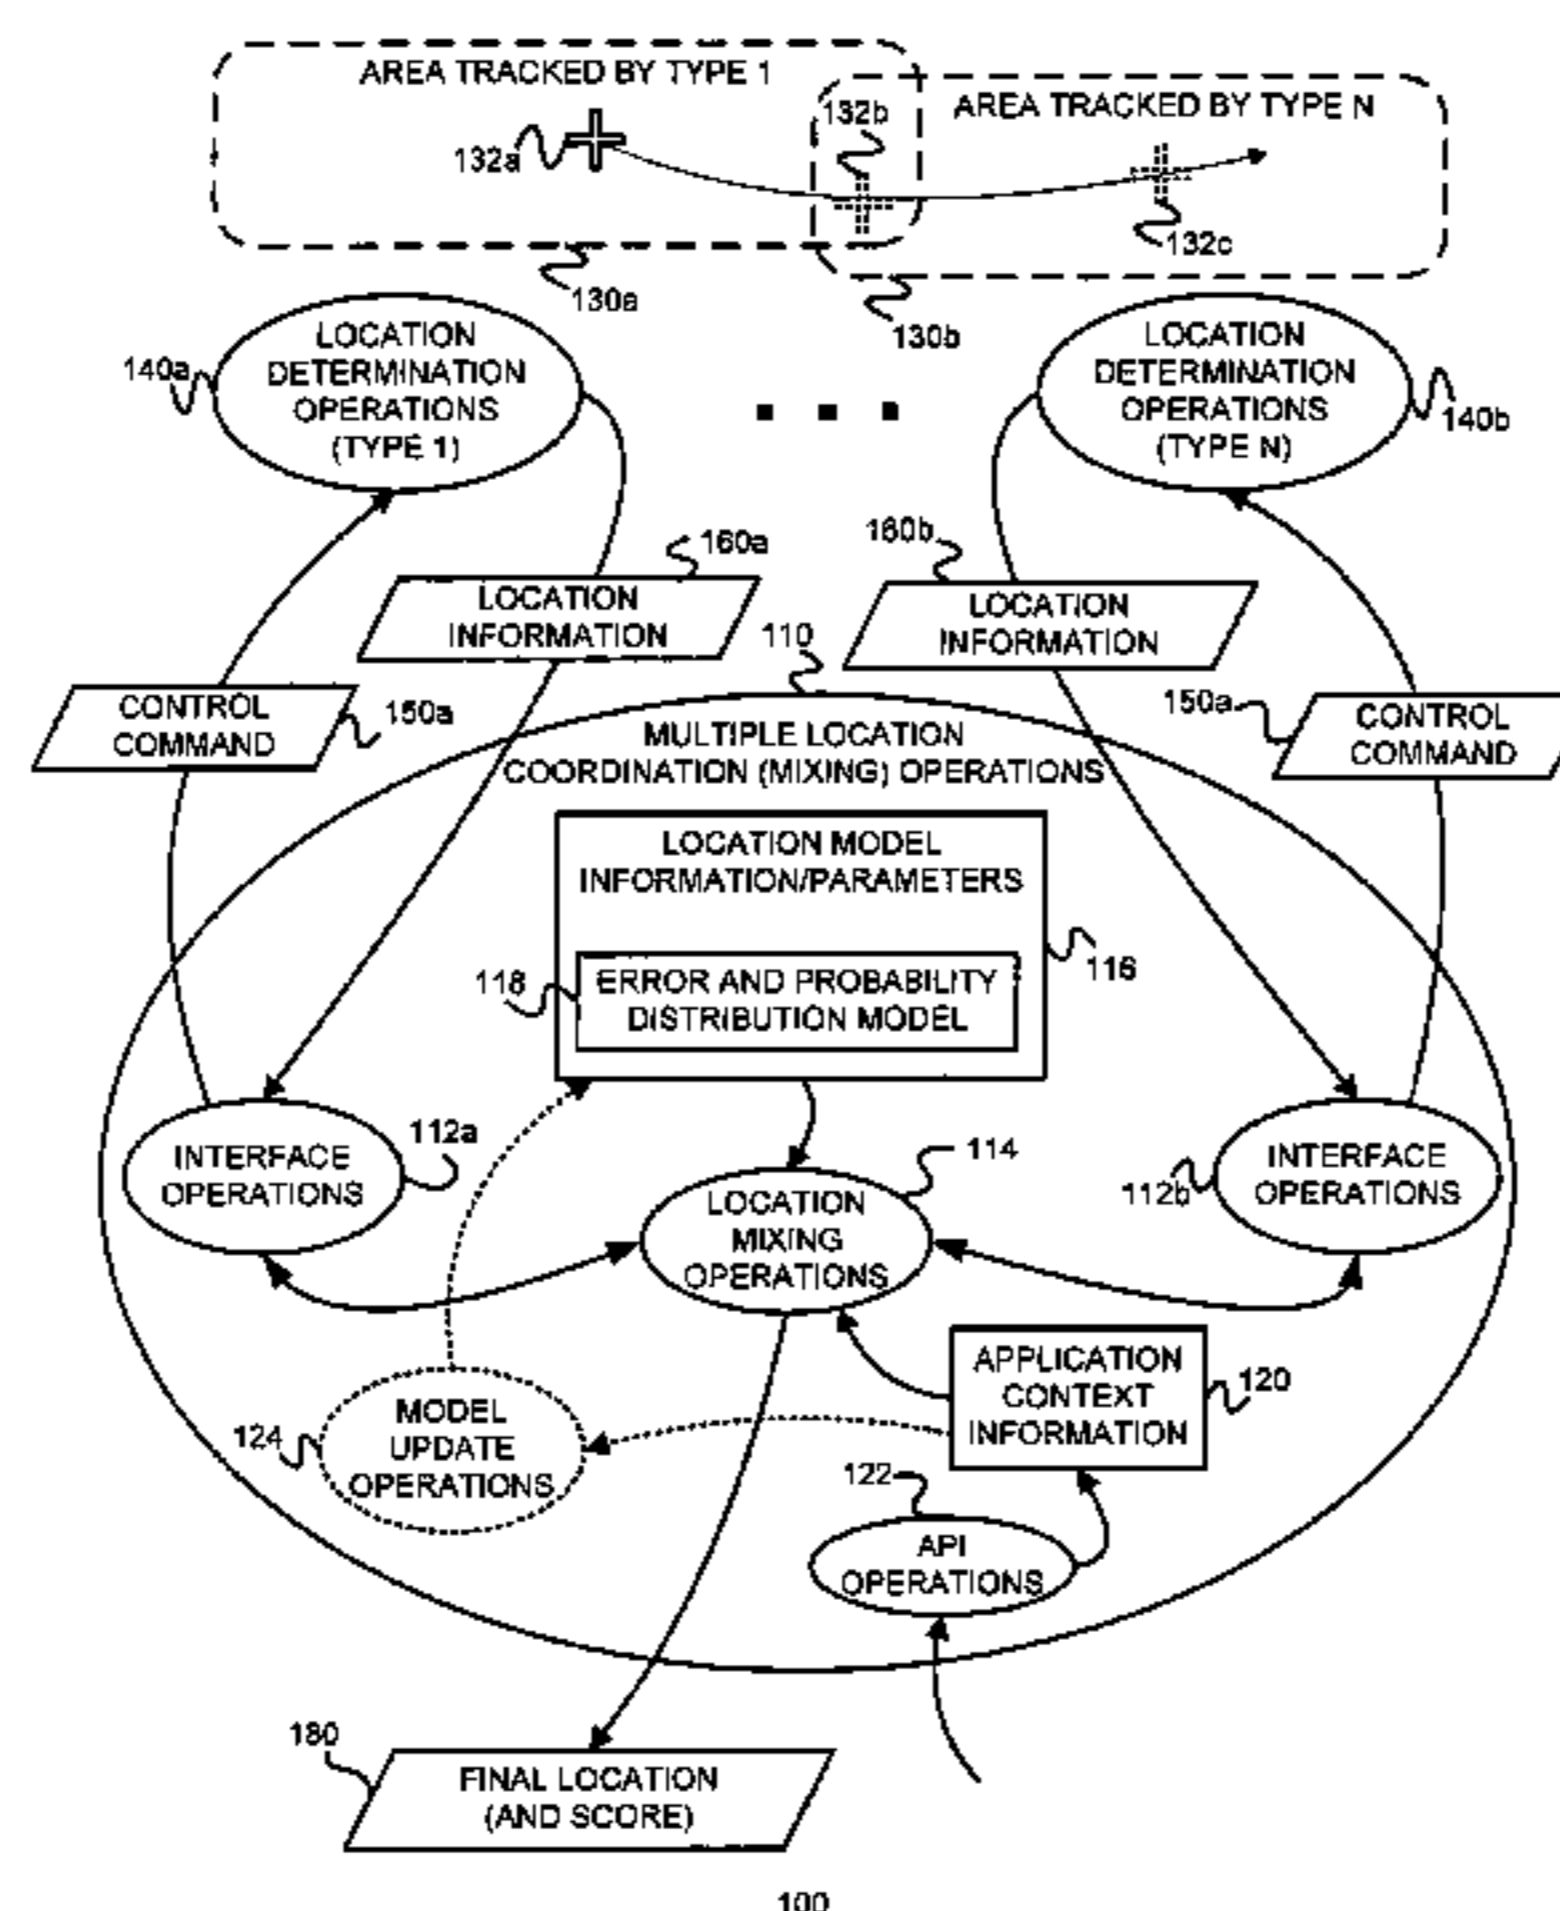 AREA TRACKED BY TYPE 1
132b
AREA TRACKED BY TYPE N
132a
132c
130a
130b
LOCATION
DETERMINATION
OPERATIONS
(TYPE 1)
140a
LOCATION
DETERMINATION
OPERATIONS
(TYPE N)
140b
160a
160b
LOCATION
INFORMATION
LOCATION
INFORMATION
110
CONTROL
COMMAND
150a
150a
CONTROL
COMMAND
MULTIPLE LOCATION
COORDINATION (MIXING) OPERATIONS
LOCATION MODEL
INFORMATION/PARAMETERS
116
118
ERROR AND PROBABILITY
DISTRIBUTION MODEL
INTERFACE
OPERATIONS
112a
114
LOCATION
MIXING
OPERATIONS
INTERFACE
OPERATIONS
112b
APPLICATION
CONTEXT
INFORMATION
120
MODEL
UPDATE
OPERATIONS
124
122
API
OPERATIONS
180
FINAL LOCATION
(AND SCORE)
100